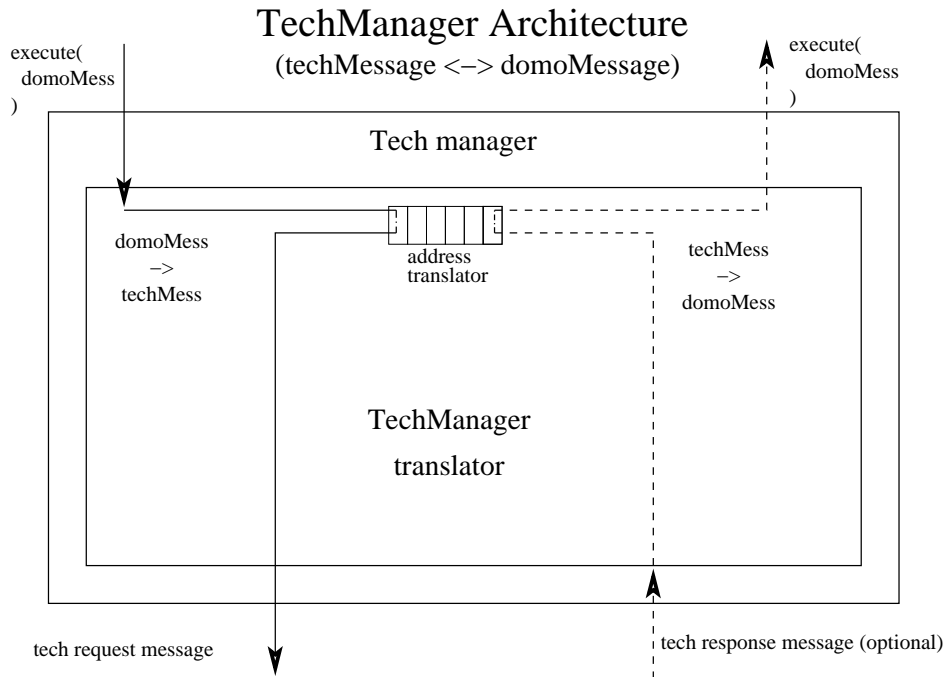 TechManager Architecture
(techMessage <−> domoMessage)
execute(
domoMess
)
execute(
domoMess
)
Tech manager
domoMess
−>
techMess
address
translator
techMess
−>
domoMess
TechManager
translator
tech request message
tech response message (optional)